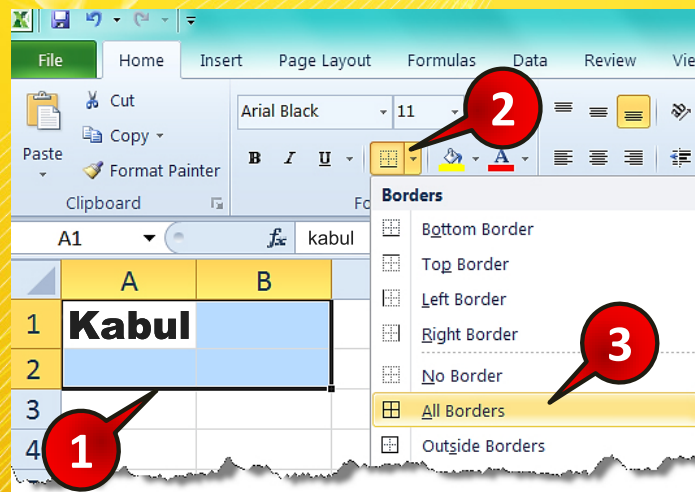 File Home Insert Page Layout Formulas Data Review Vie
Cut
Arial Black 11
2
Copy
Paste
B I U A
Format Painter
Clipboard Fo
Borders
A1 fx kabul
Bottom Border
A B
Top Border
1 Kabul
Left Border
Right Border
3
2
No Border
3
All Borders
4
1
Outside Borders